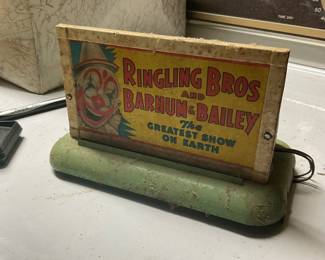 RINGLING BROS
AND
BARNUM & BAILEY
The
GREATEST SHOW
ON EARTH